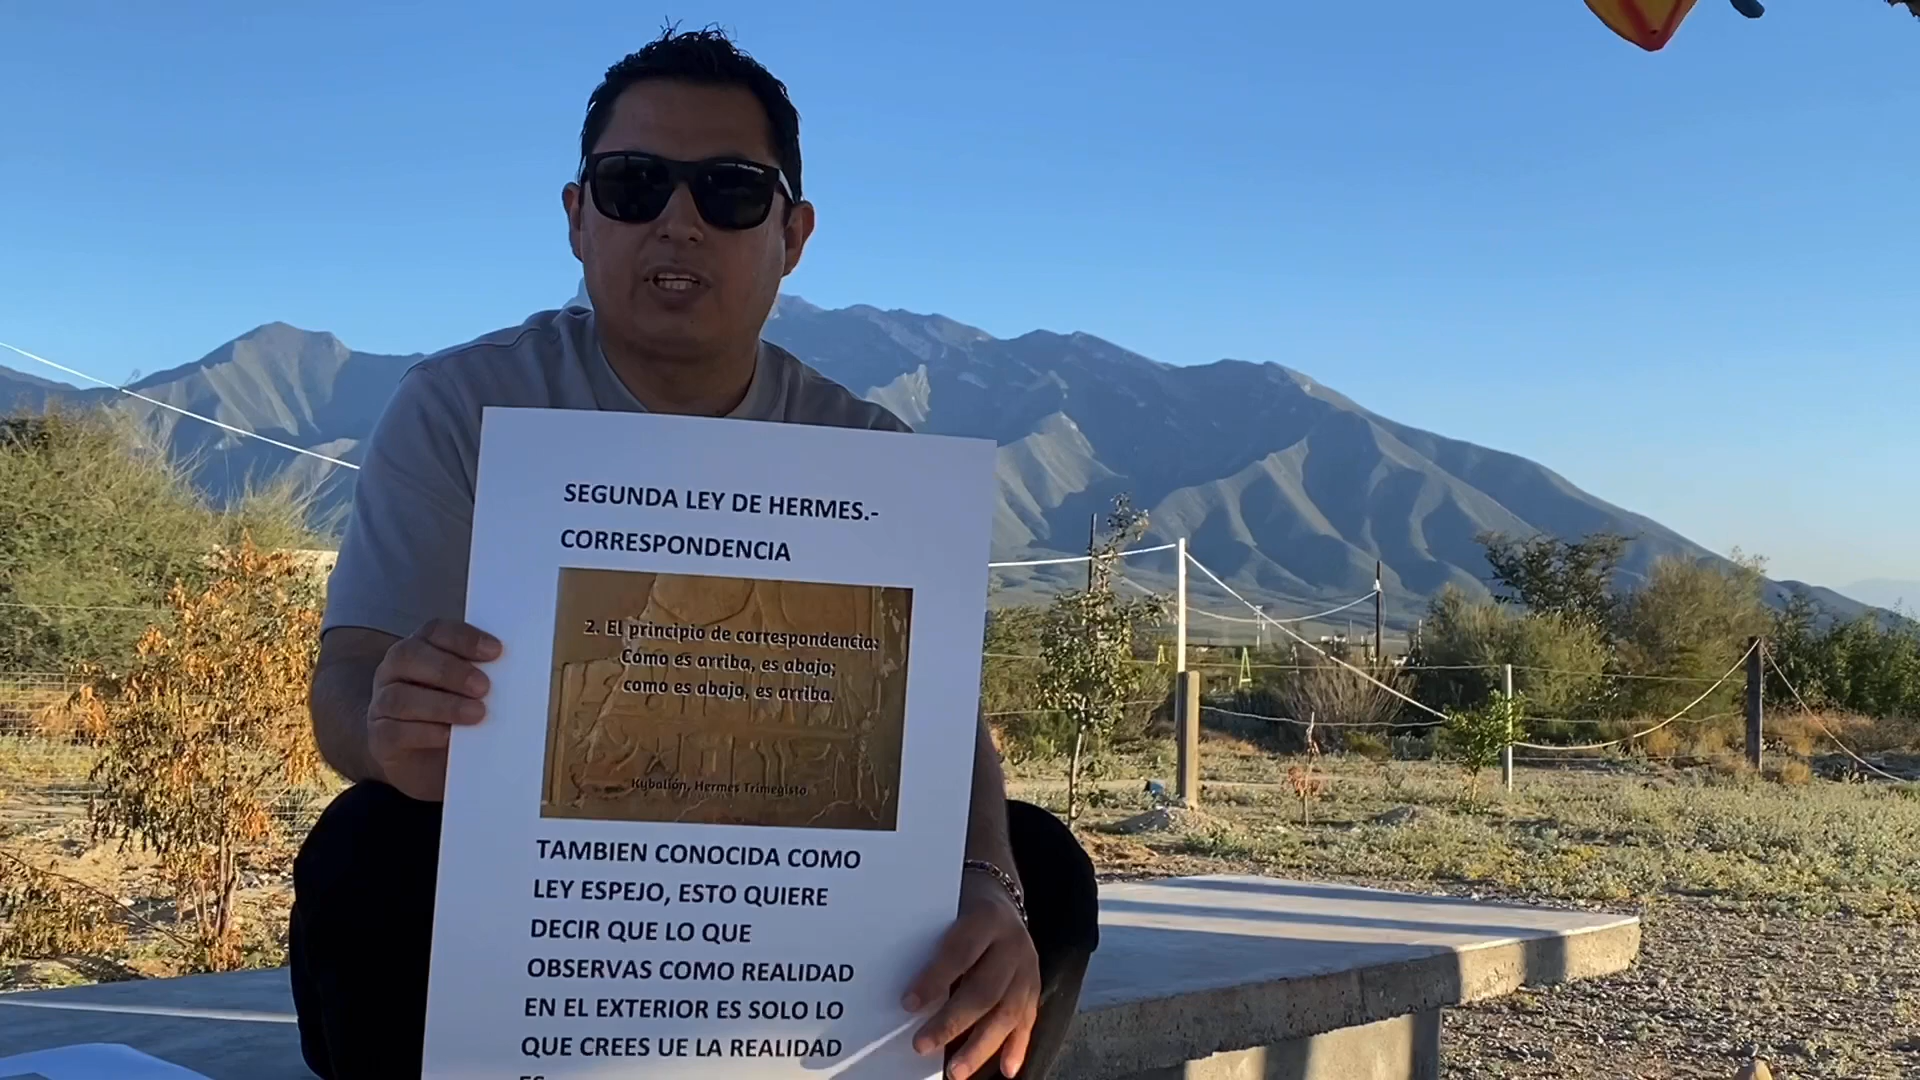 SEGUNDA LEY DE HERMES.-
CORRESPONDENCIA
2. El principio de correspondencia:
Como es arriba, es abajo;
como es abajo, es arriba.
Kybalión, Hermes Trimegisto
TAMBIEN CONOCIDA COMO
LEY ESPEJO, ESTO QUIERE
DECIR QUE LO QUE
OBSERVAS COMO REALIDAD
EN EL EXTERIOR ES SOLO LO
QUE CREES UE LA REALIDAD